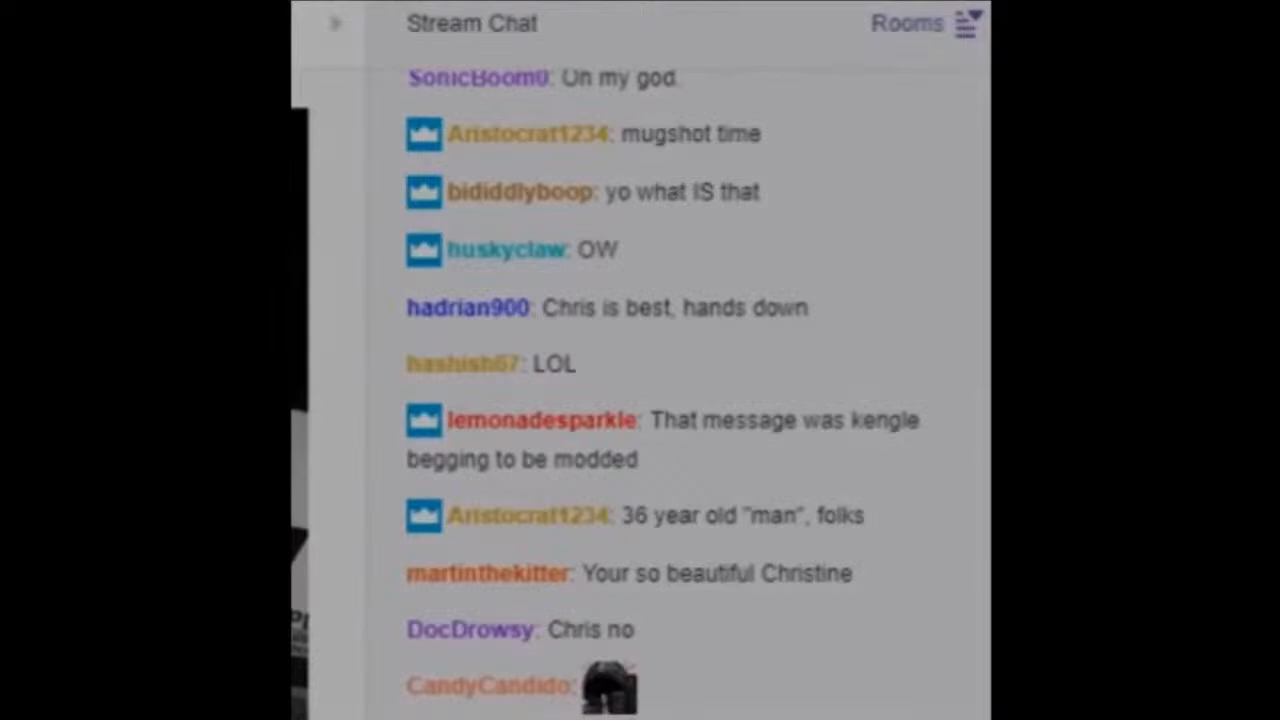 Stream Chat
Rooms
SonicBoom0: Oh my god.
Aristocrat1234: mugshot time
bididdlyboop: yo what IS that
huskyclaw: OW
hadrian900: Chris is best, hands down
hashish67: LOL
lemonadesparkle: That message was kengle
begging to be modded
Aristocrat1234: 36 year old "man", folks
martinthekitter: Your so beautiful Christine
DocDrowsy: Chris no
CandyCandido: